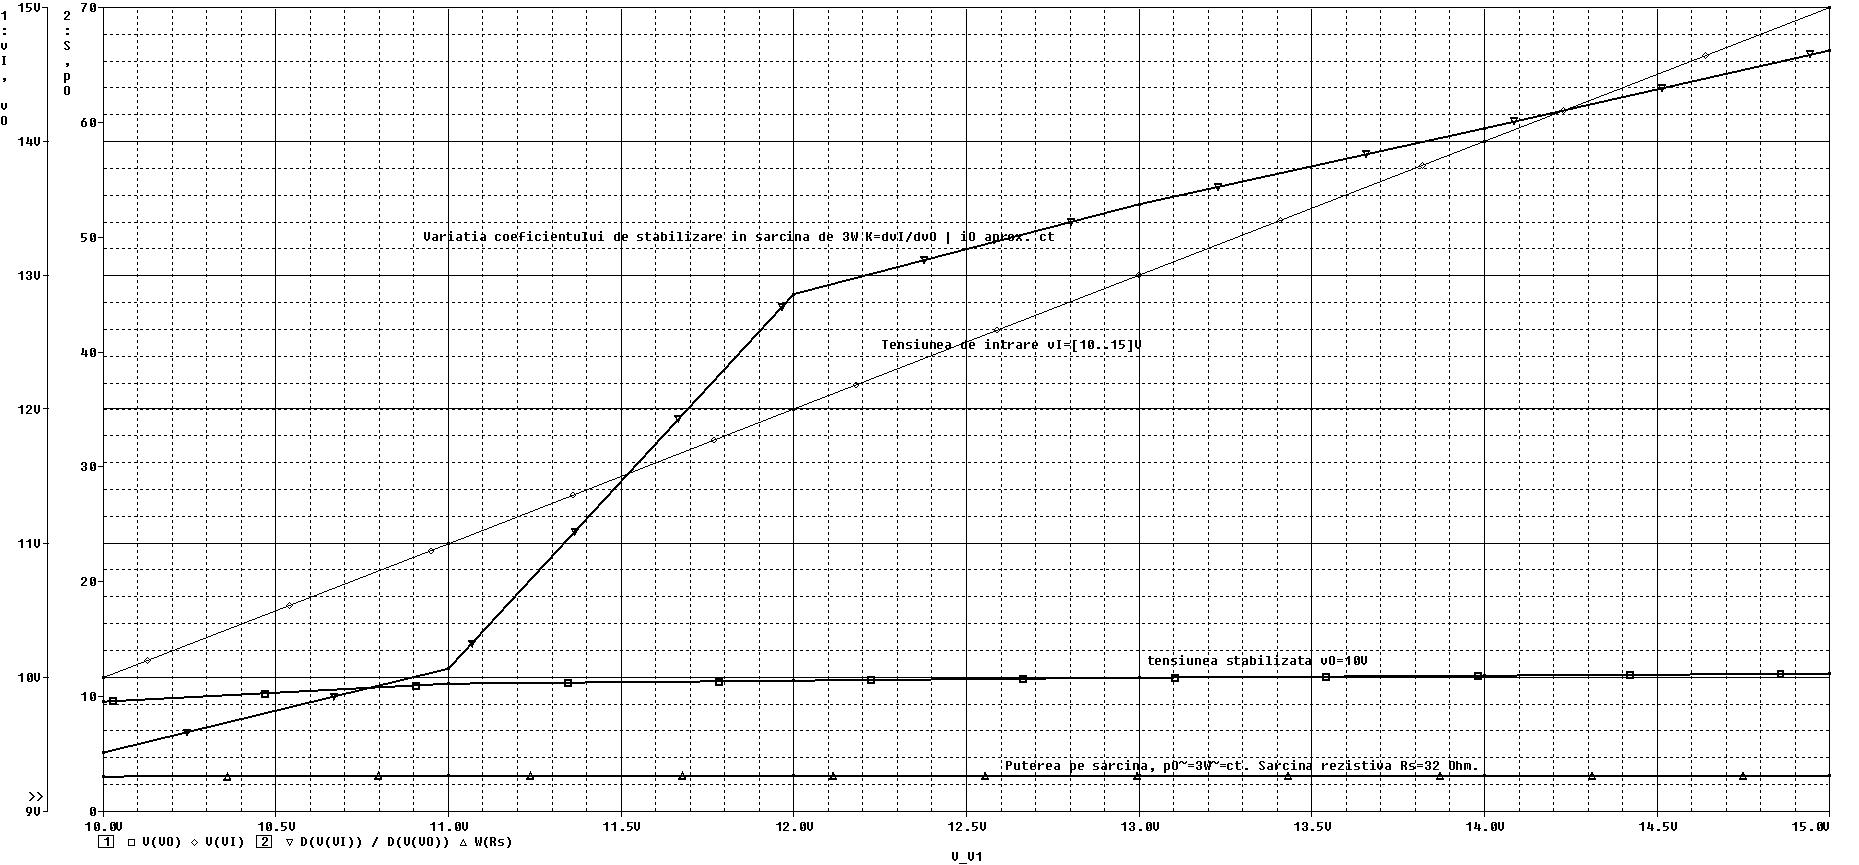 1:vI, vO
2:S,pO
15V
14V
13V
12V
11V
10V
9V
>>
70
60
50
40
30
20
10
0
Variatia coeficientului de stabilizare in sarcina de 3W K=dvI/dvO | iO aprox. ct
Tensiunea de intrare vI=[10..15]V
tensiunea stabilizata vO=10V
Puterea pe sarcina, pO~=3W~=ct. Sarcina rezistiva Rs=32 Ohm.
10.0V 10.5V 11.0V 11.5V 12.0V 12.5V 13.0V 13.5V 14.0V 14.5V 15.0V
1 □ V(VO) ◇ V(VI) 2 ▽ D(V(VI)) / D(V(VO)) △ W(Rs)
V_V1